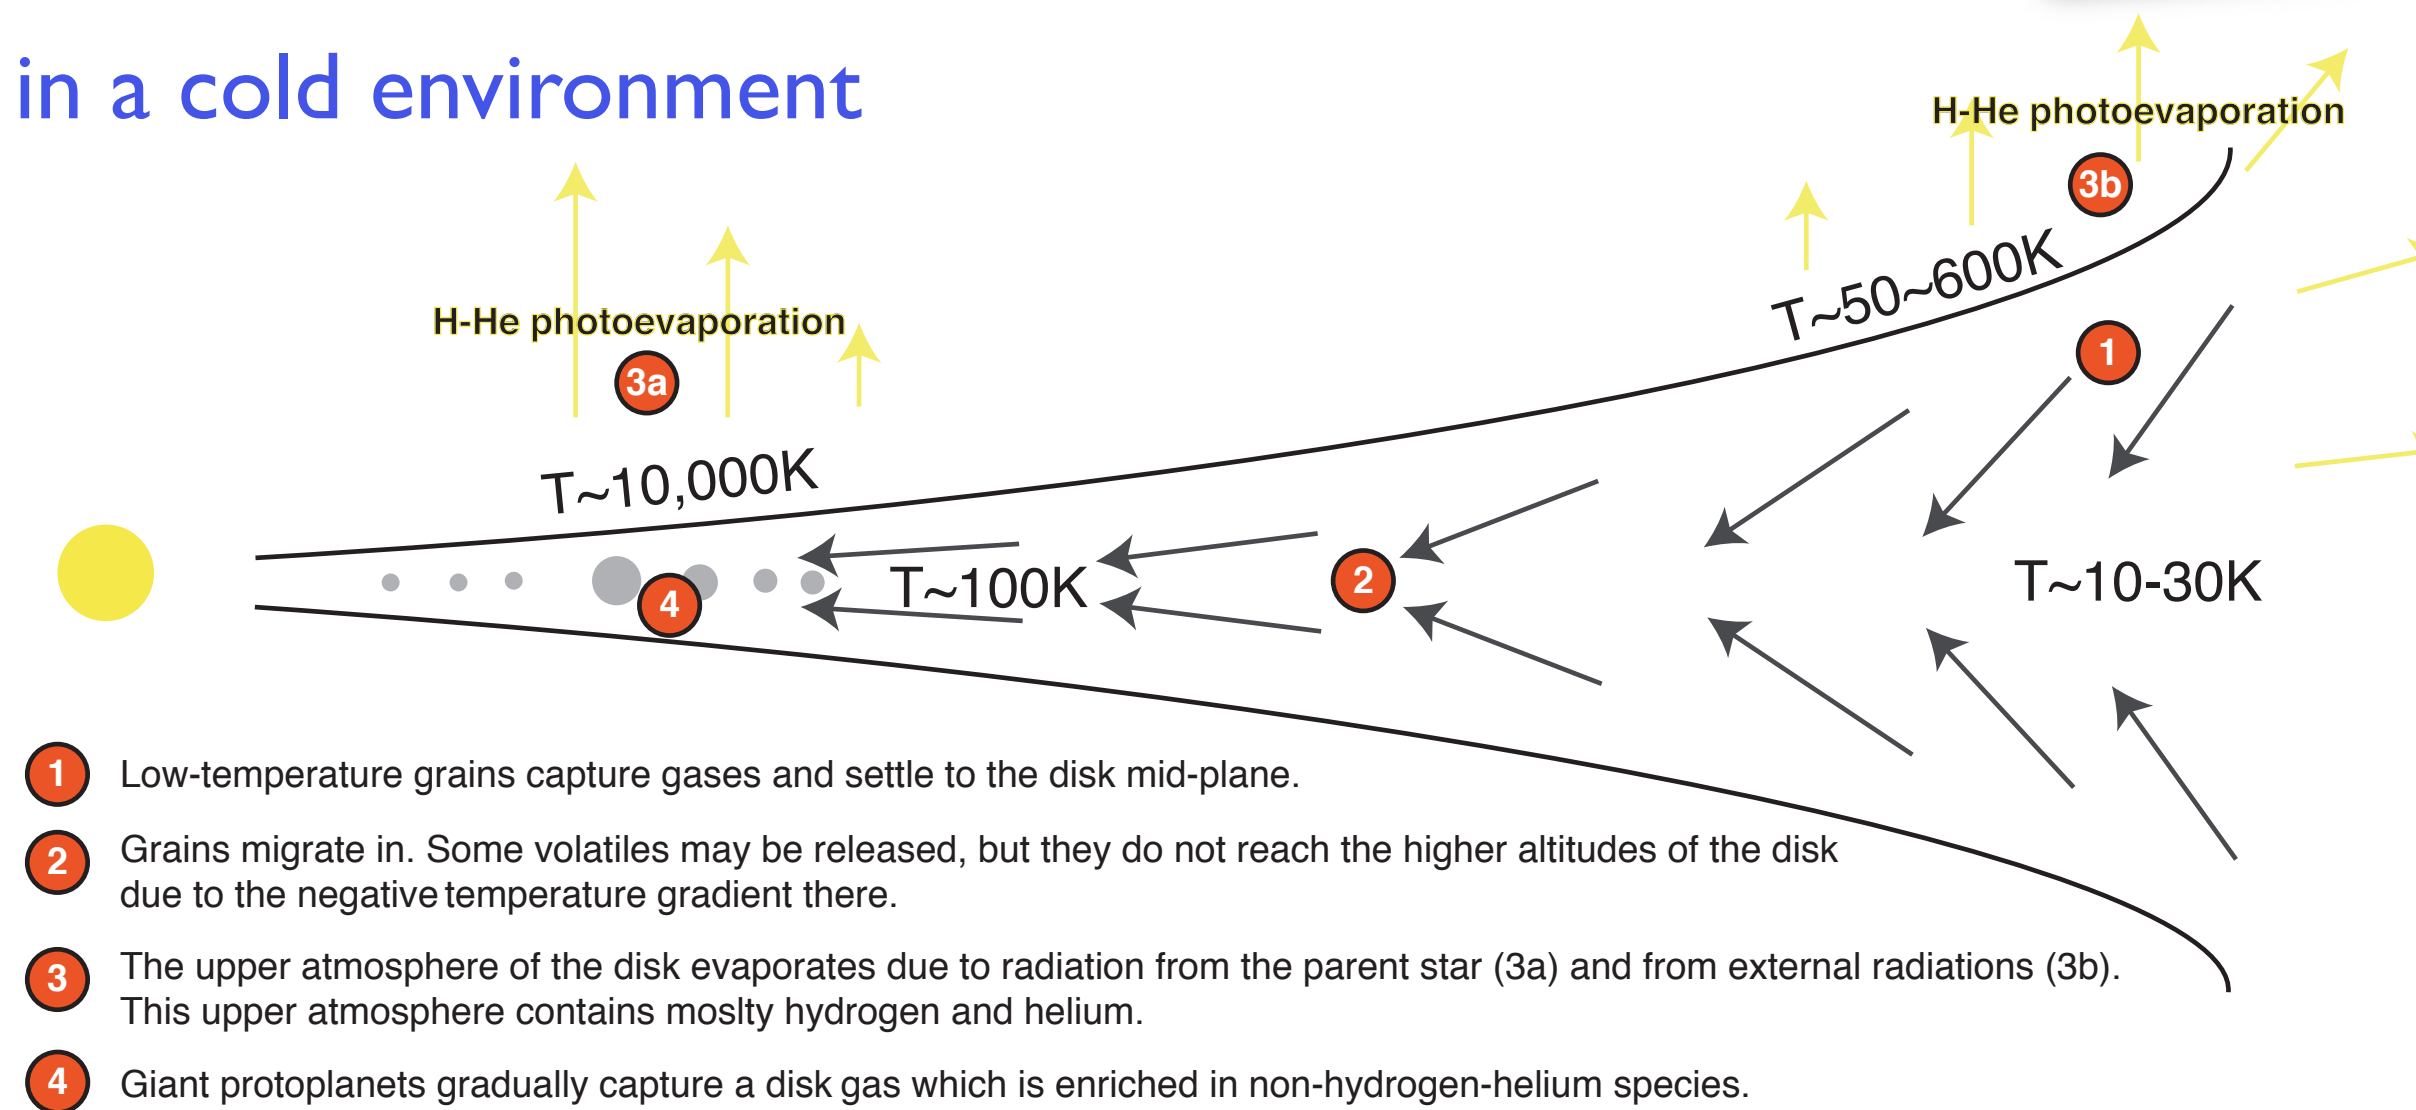 in a cold environment
H-He photoevaporation
3b
T~50~600K
1
H-He photoevaporation
3a
T~10,000K
T~100K
2
4
T~10-30K
1 Low-temperature grains capture gases and settle to the disk mid-plane.
2 Grains migrate in. Some volatiles may be released, but they do not reach the higher altitudes of the disk
due to the negative temperature gradient there.
3 The upper atmosphere of the disk evaporates due to radiation from the parent star (3a) and from external radiations (3b).
This upper atmosphere contains moslty hydrogen and helium.
4 Giant protoplanets gradually capture a disk gas which is enriched in non-hydrogen-helium species.